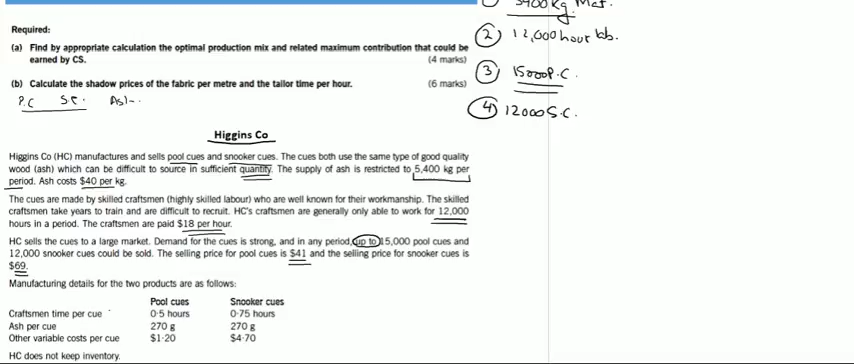 5400 kg. Mat.
Required:
② 12,000 hour lab.
(a) Find by appropriate calculation the optimal production mix and related maximum contribution that could be
earned by CS. (4 marks)
③ 15000 P.C.
(b) Calculate the shadow prices of the fabric per metre and the tailor time per hour. (6 marks)
P.C S.C. Ash-
④ 12000 S.C.
Higgins Co
Higgins Co (HC) manufactures and sells pool cues and snooker cues. The cues both use the same type of good quality
wood (ash) which can be difficult to source in sufficient quantity. The supply of ash is restricted to 5,400 kg per
period. Ash costs $40 per kg.
The cues are made by skilled craftsmen (highly skilled labour) who are well known for their workmanship. The skilled
craftsmen take years to train and are difficult to recruit. HC's craftsmen are generally only able to work for 12,000
hours in a period. The craftsmen are paid $18 per hour.
HC sells the cues to a large market. Demand for the cues is strong, and in any period, up to 15,000 pool cues and
12,000 snooker cues could be sold. The selling price for pool cues is $41 and the selling price for snooker cues is
$69.
Manufacturing details for the two products are as follows:
Pool cues Snooker cues
Craftsmen time per cue 0·5 hours 0·75 hours
Ash per cue 270 g 270 g
Other variable costs per cue $1·20 $4·70
HC does not keep inventory.